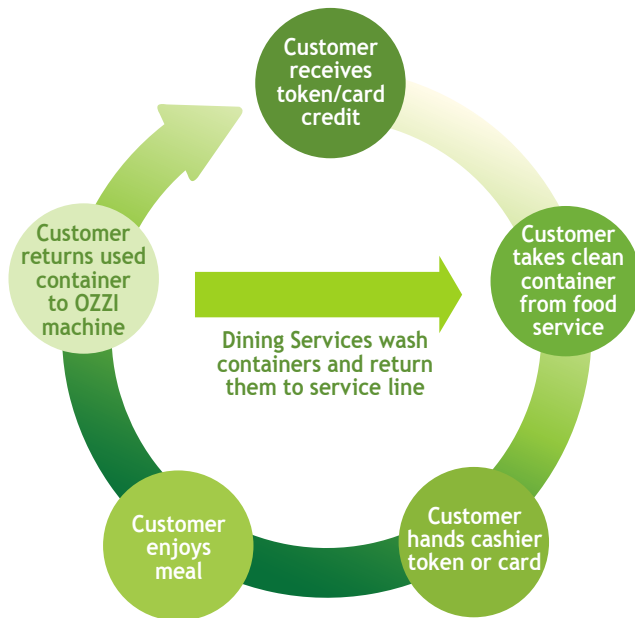 Customer
receives
token/card
credit
Customer
takes clean
container
from food
service
Customer
hands cashier
token or card
Customer
enjoys
meal
Customer
returns used
container
to OZZI
machine
Dining Services wash
containers and return
them to service line